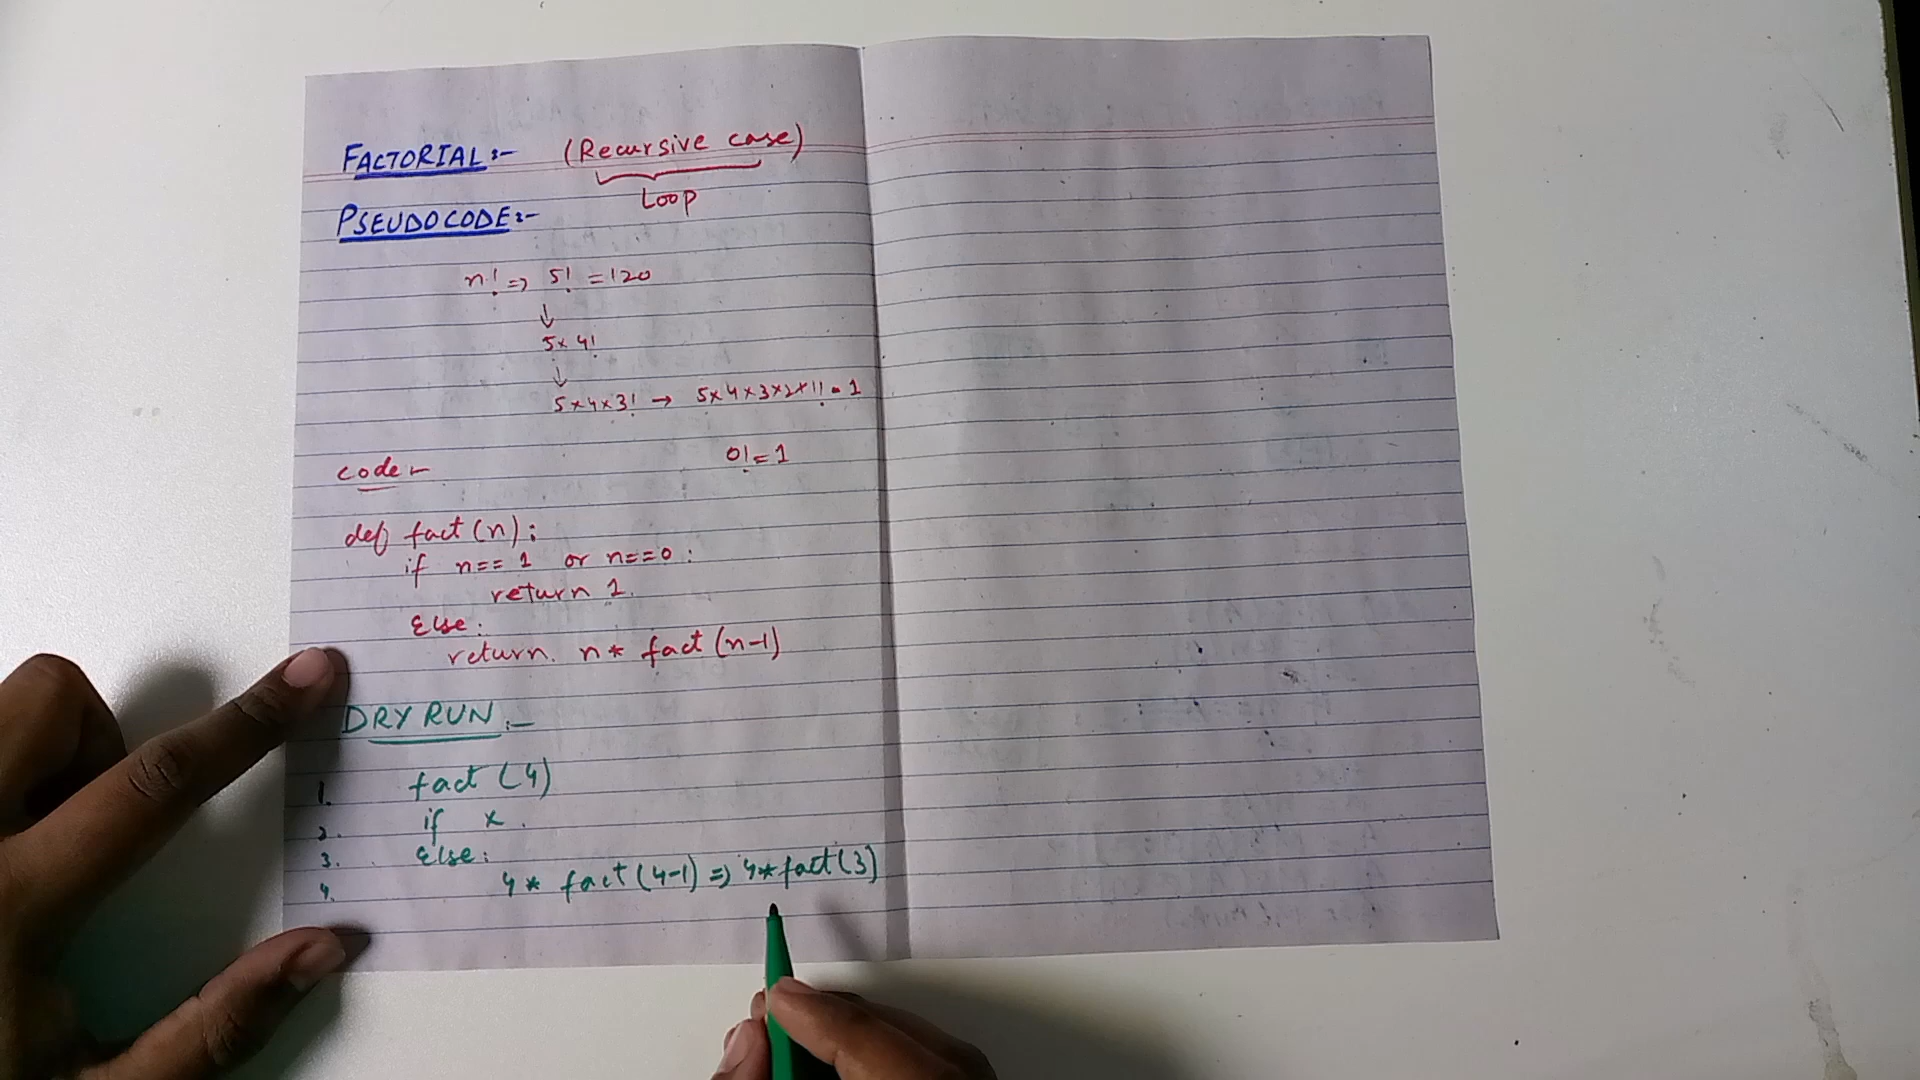 FACTORIAL:- (Recursive case)
Loop
PSEUDOCODE:-
n! => 5! = 120
↓
5 x 4!
↓
5 x 4 x 3! → 5 x 4 x 3 x 2 x 1! = 1
0! = 1
code:-
def fact (n):
if n == 1 or n == 0:
return 1.
Else:
return. n * fact (n-1)
DRY RUN:-
1. fact (4)
2. if x.
3. Else:
4. 4 * fact (4-1) => 4 * fact (3)